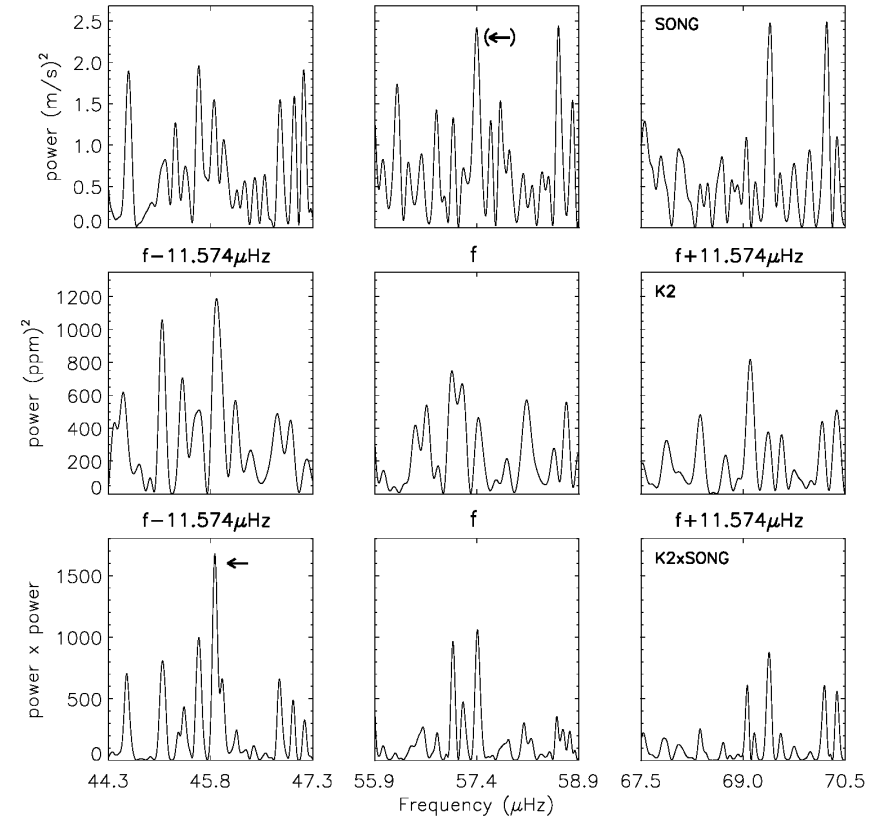 SONG
power (m/s)²
2.5
2.0
1.5
1.0
0.5
0.0
(←)
f−11.574μHz
f
f+11.574μHz
K2
power (ppm)²
1200
1000
800
600
400
200
0
f−11.574μHz
f
f+11.574μHz
K2xSONG
power x power
1500
1000
500
0
←
44.3 45.8 47.3
55.9 57.4 58.9
67.5 69.0 70.5
Frequency (μHz)